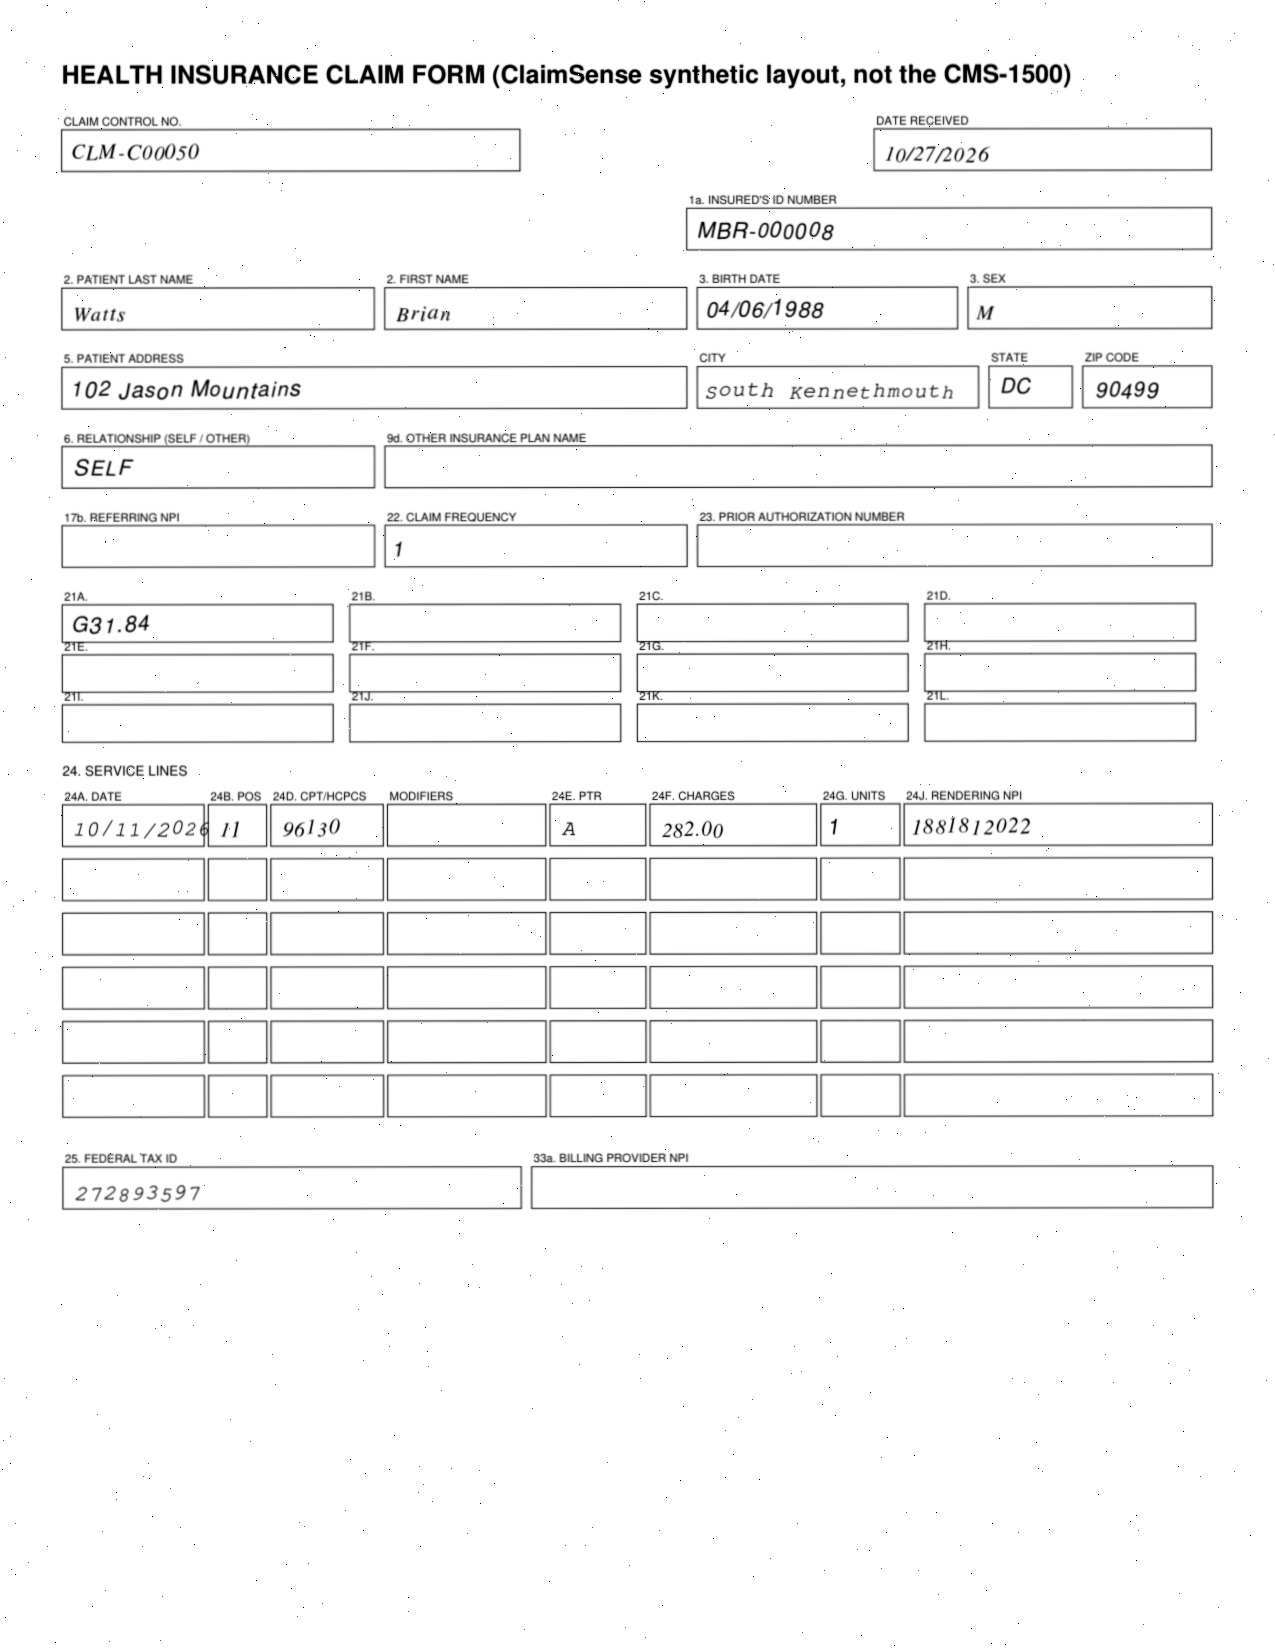 HEALTH INSURANCE CLAIM FORM (ClaimSense synthetic layout, not the CMS-1500)
CLAIM CONTROL NO. DATE RECEIVED
CLM-C00050 10/27/2026
1a. INSURED'S ID NUMBER
MBR-000008
2. PATIENT LAST NAME 2. FIRST NAME 3. BIRTH DATE 3. SEX
Watts Brian 04/06/1988 M
5. PATIENT ADDRESS CITY STATE ZIP CODE
102 Jason Mountains South Kennethmouth DC 90499
6. RELATIONSHIP (SELF / OTHER) 9d. OTHER INSURANCE PLAN NAME
SELF
17b. REFERRING NPI 22. CLAIM FREQUENCY 23. PRIOR AUTHORIZATION NUMBER
1
21A. 21B. 21C. 21D.
G31.84
21E. 21F. 21G. 21H.
21I. 21J. 21K. 21L.
24. SERVICE LINES
24A. DATE 24B. POS 24D. CPT/HCPCS MODIFIERS 24E. PTR 24F. CHARGES 24G. UNITS 24J. RENDERING NPI
10/11/2026 11 96130 A 282.00 1 1881812022
25. FEDERAL TAX ID 33a. BILLING PROVIDER NPI
272893597